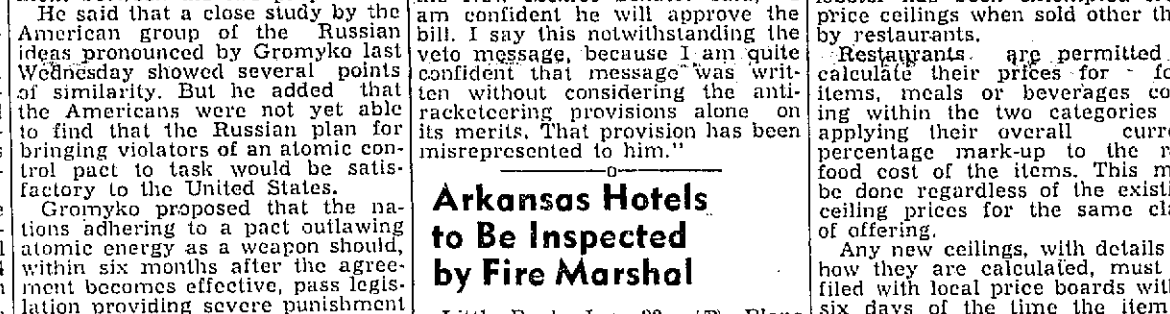 He said that a close study by the
American group of the Russian
ideas pronounced by Gromyko last
Wednesday showed several points
of similarity. But he added that
the Americans were not yet able
to find that the Russian plan for
bringing violators of an atomic con-
trol pact to task would be satis-
factory to the United States.
Gromyko proposed that the na-
tions adhering to a pact outlawing
atomic energy as a weapon should,
within six months after the agree-
ment becomes effective, pass legis-
lation providing severe punishment
am confident he will approve the
bill. I say this notwithstanding the
veto message, because I am quite
confident that message was writ-
ten without considering the anti-
racketeering provisions alone on
its merits. That provision has been
misrepresented to him."
Arkansas Hotels
to Be Inspected
by Fire Marshal
price ceilings when sold other th
by restaurants.
Restaurants are permitted
calculate their prices for fo
items, meals or beverages co
ing within the two categories
applying their overall curre
percentage mark-up to the r
food cost of the items. This m
be done regardless of the existi
ceiling prices for the same cla
of offering.
Any new ceilings, with details
how they are calculated, must
filed with local price boards with
six days of the time the item